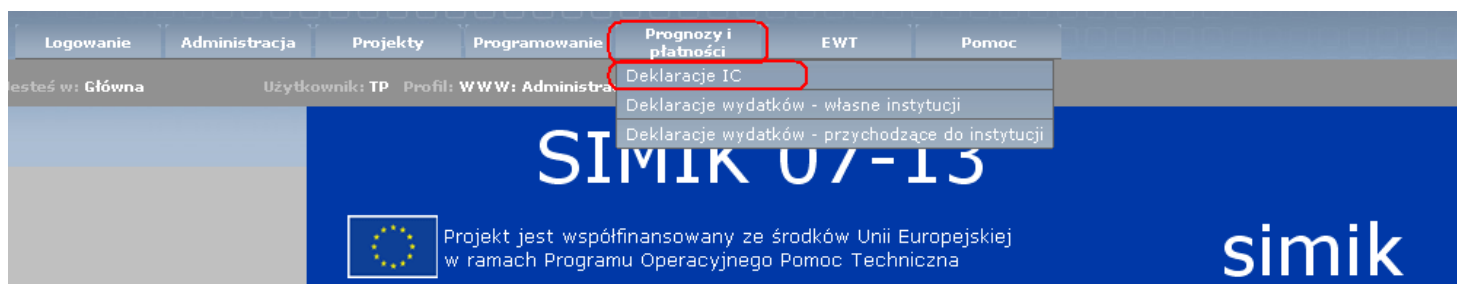 Logowanie Administracja Projekty Programowanie Prognozy i płatności EWT Pomoc
Jesteś w: Główna Użytkownik: TP Profil: WWW: Administra
Deklaracje IC
Deklaracje wydatków - własne instytucji
Deklaracje wydatków - przychodzące do instytucji
SIMIK 07-13
Projekt jest współfinansowany ze środków Unii Europejskiej
w ramach Programu Operacyjnego Pomoc Techniczna
simik